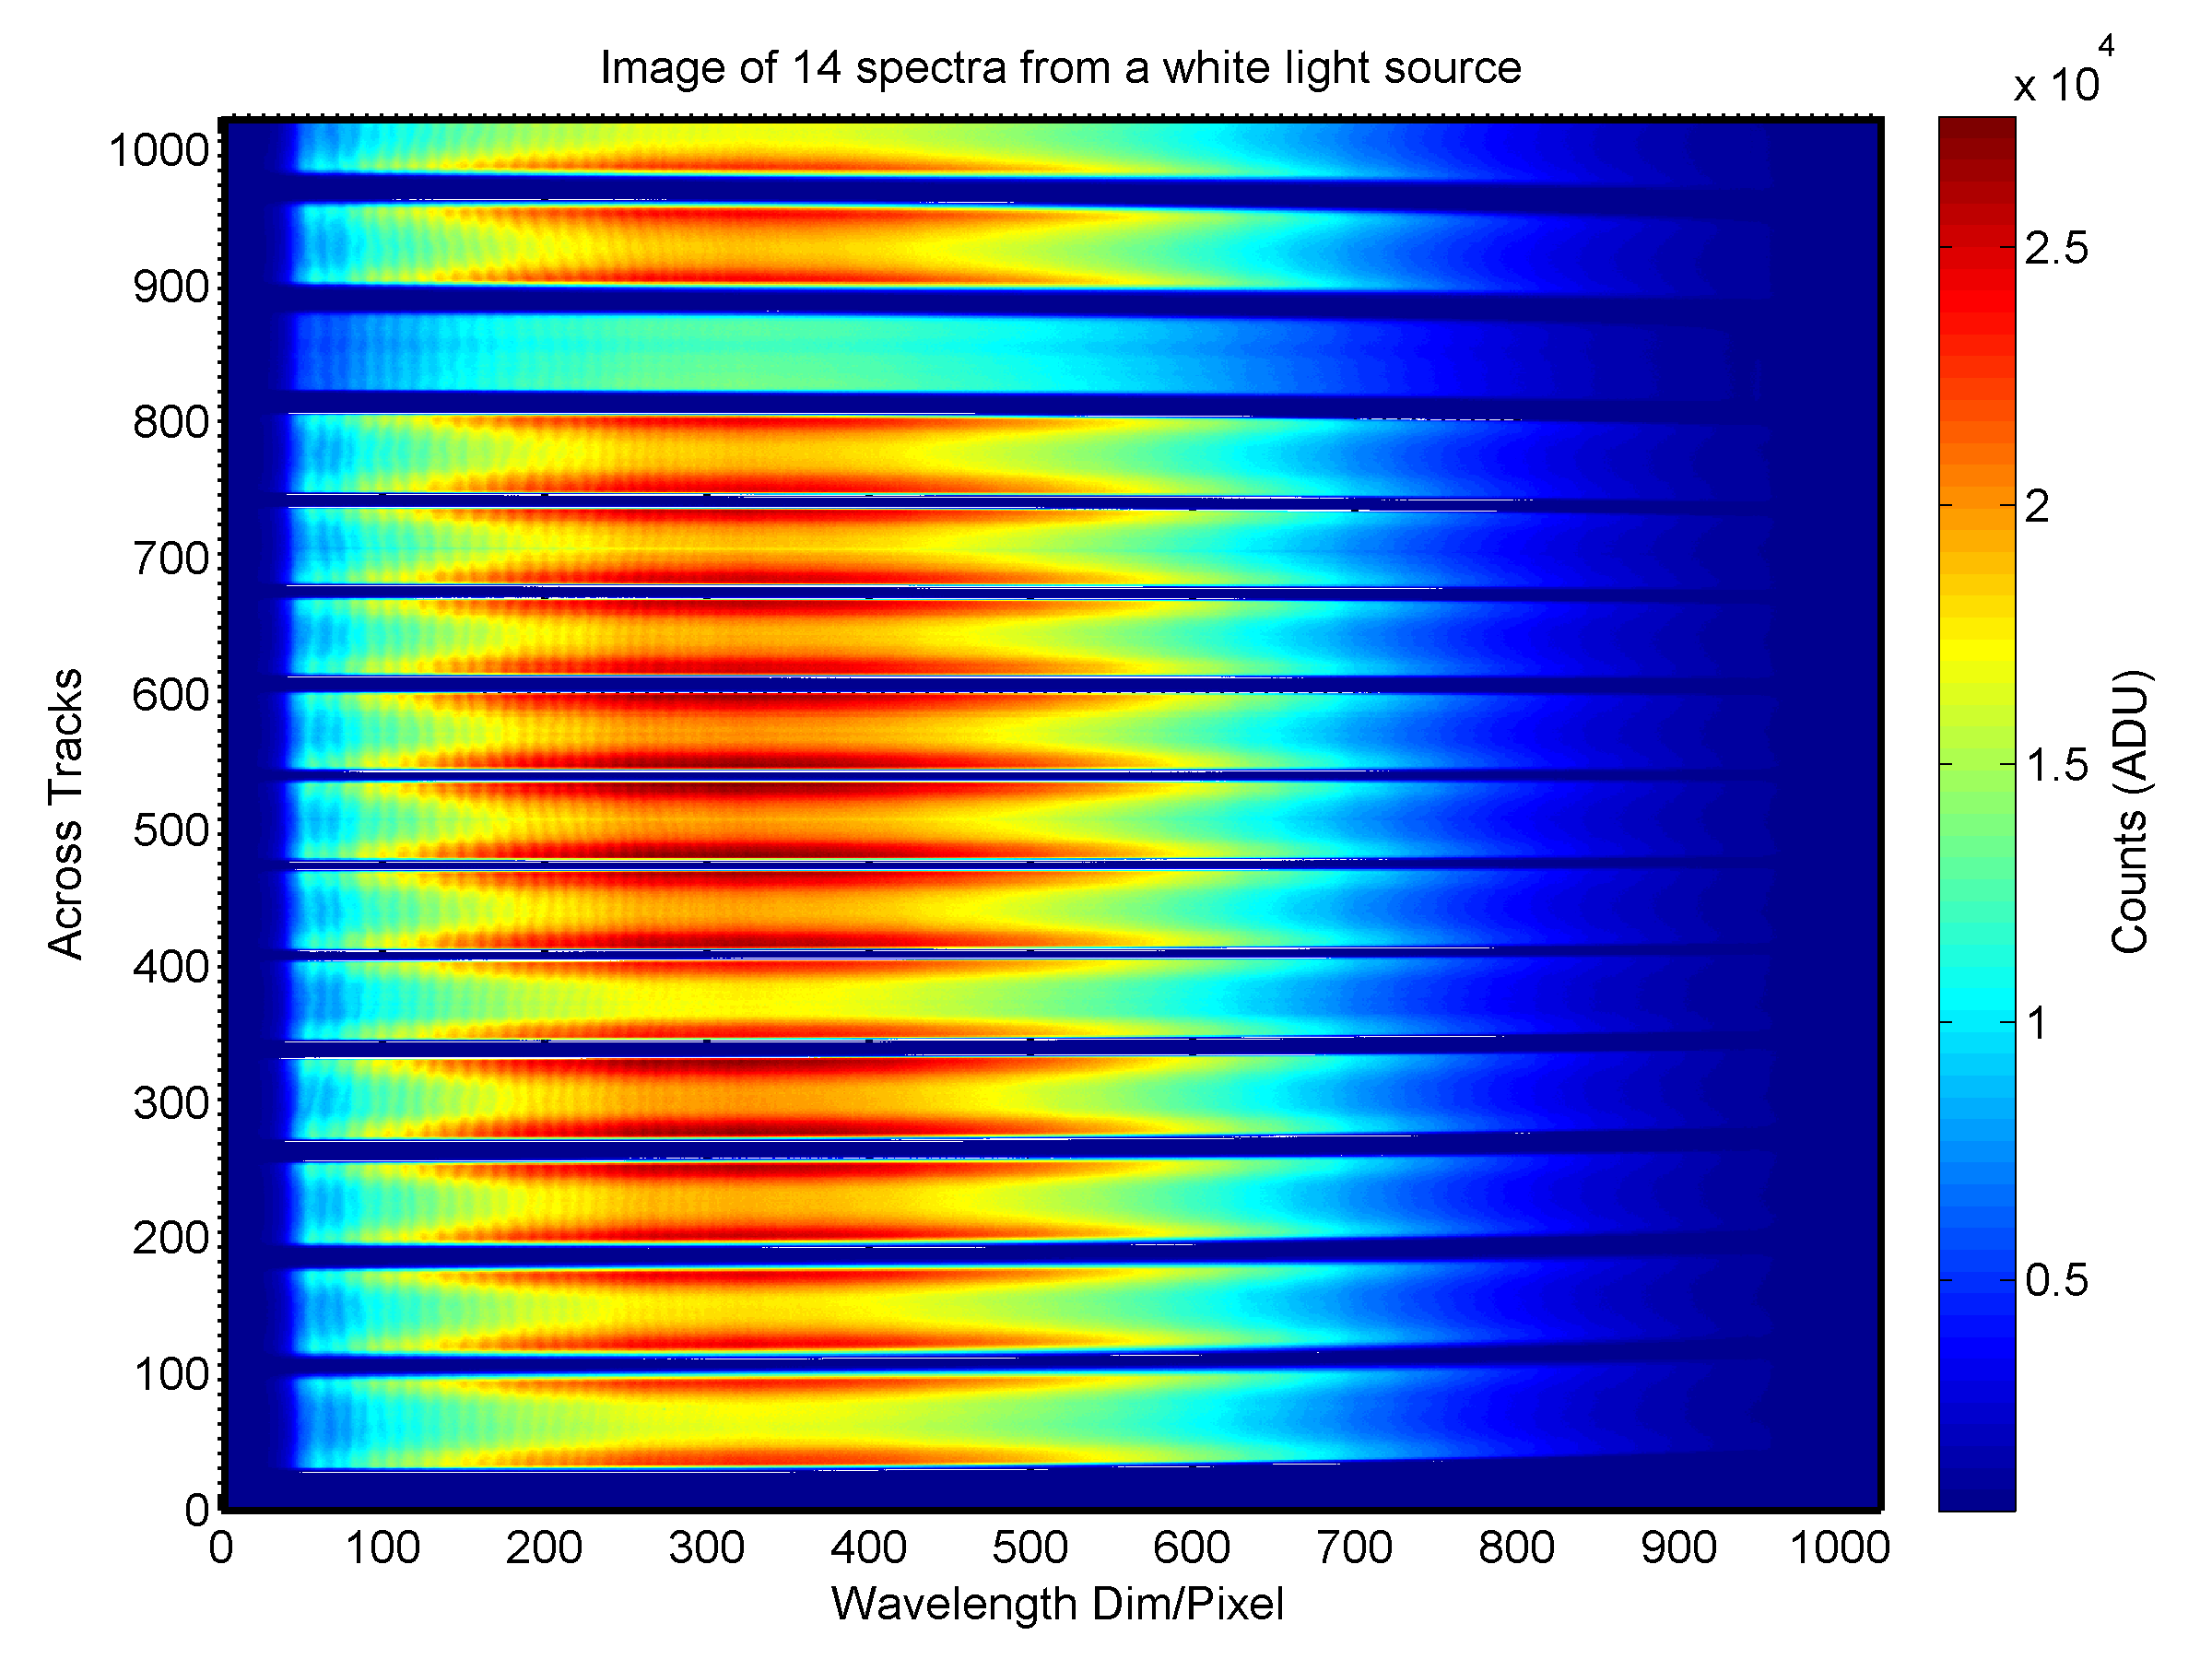 Image of 14 spectra from a white light source
x 10^4
1000
900
800
700
600
500
400
300
200
100
0
Across Tracks
0 100 200 300 400 500 600 700 800 900 1000
Wavelength Dim/Pixel
2.5
2
1.5
1
0.5
Counts (ADU)